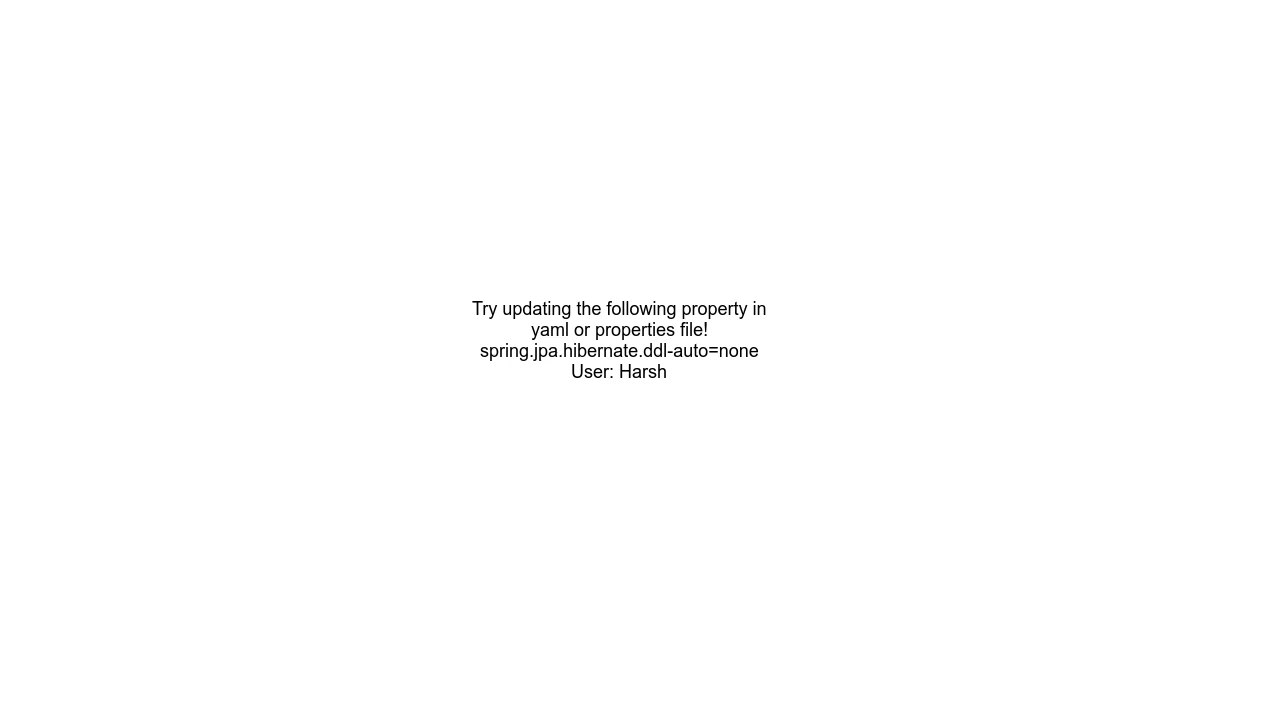 Try updating the following property in
yaml or properties file!
spring.jpa.hibernate.ddl-auto=none
User: Harsh